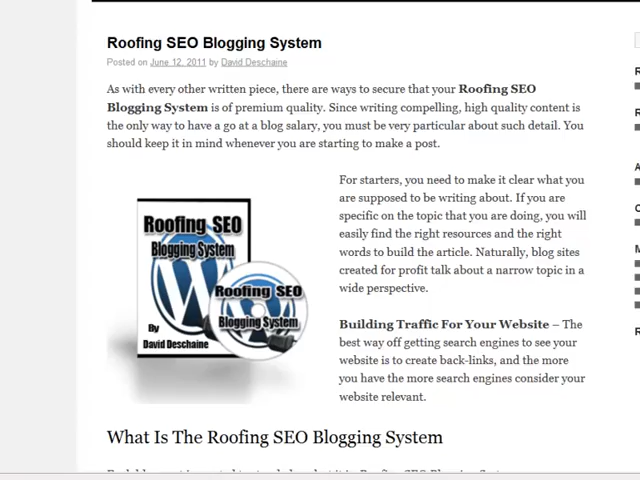 Roofing SEO Blogging System
Posted on June 12, 2011 by David Deschaine
As with every other written piece, there are ways to secure that your Roofing SEO
Blogging System is of premium quality. Since writing compelling, high quality content is
the only way to have a go at a blog salary, you must be very particular about such detail. You
should keep it in mind whenever you are starting to make a post.
For starters, you need to make it clear what you
are supposed to be writing about. If you are
specific on the topic that you are doing, you will
easily find the right resources and the right
words to build the article. Naturally, blog sites
created for profit talk about a narrow topic in a
wide perspective.
Roofing SEO
Blogging System
Roofing SEO
Blogging System
By
David Deschaine
Building Traffic For Your Website – The
best way off getting search engines to see your
website is to create back-links, and the more
you have the more search engines consider your
website relevant.
What Is The Roofing SEO Blogging System